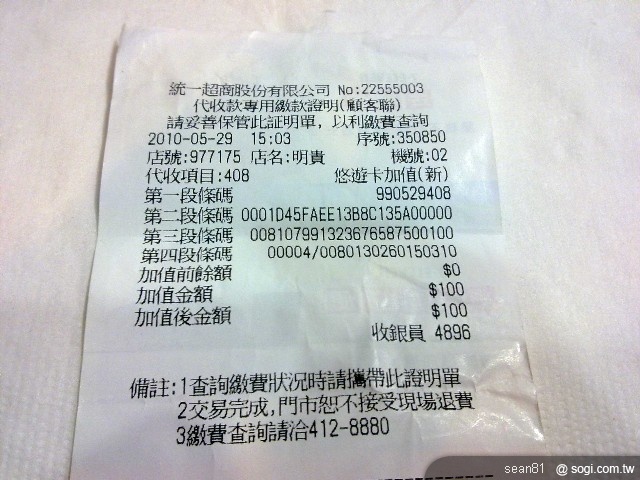 統一超商股份有限公司 No:22555003
代收款專用繳款證明(顧客聯)
請妥善保管此証明單, 以利繳費查詢
2010-05-29 15:03 序號:350850
店號:977175 店名:明貴 機號:02
代收項目:408 悠遊卡加值(新)
第一段條碼 990529408
第二段條碼 0001D45FAEE13B8C135A00000
第三段條碼 008107991323676587500100
第四段條碼 00004/0080130260150310
加值前餘額 $0
加值金額 $100
加值後金額 $100
收銀員 4896
備註:1查詢繳費狀況時請攜帶此證明單
2交易完成,門市恕不接受現場退費
3繳費查詢請洽412-8880
sean81 @ sogi.com.tw